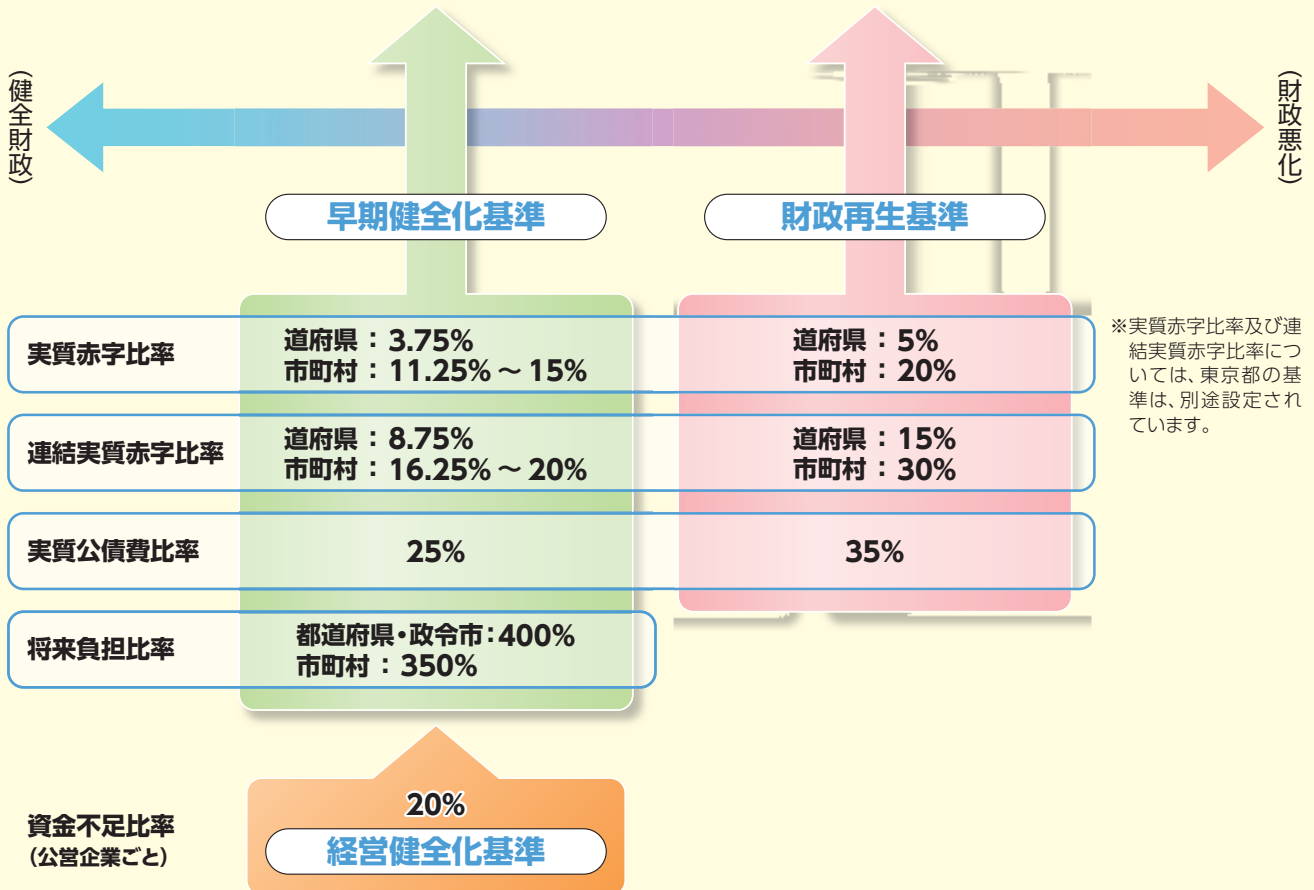 (健全財政)
(財政悪化)
早期健全化基準
財政再生基準
実質赤字比率
道府県：3.75%
市町村：11.25%～15%
道府県：5%
市町村：20%
※実質赤字比率及び連
結実質赤字比率につ
いては、東京都の基
準は、別途設定され
ています。
連結実質赤字比率
道府県：8.75%
市町村：16.25%～20%
道府県：15%
市町村：30%
実質公債費比率
25%
35%
将来負担比率
都道府県・政令市：400%
市町村：350%
資金不足比率
(公営企業ごと)
20%
経営健全化基準